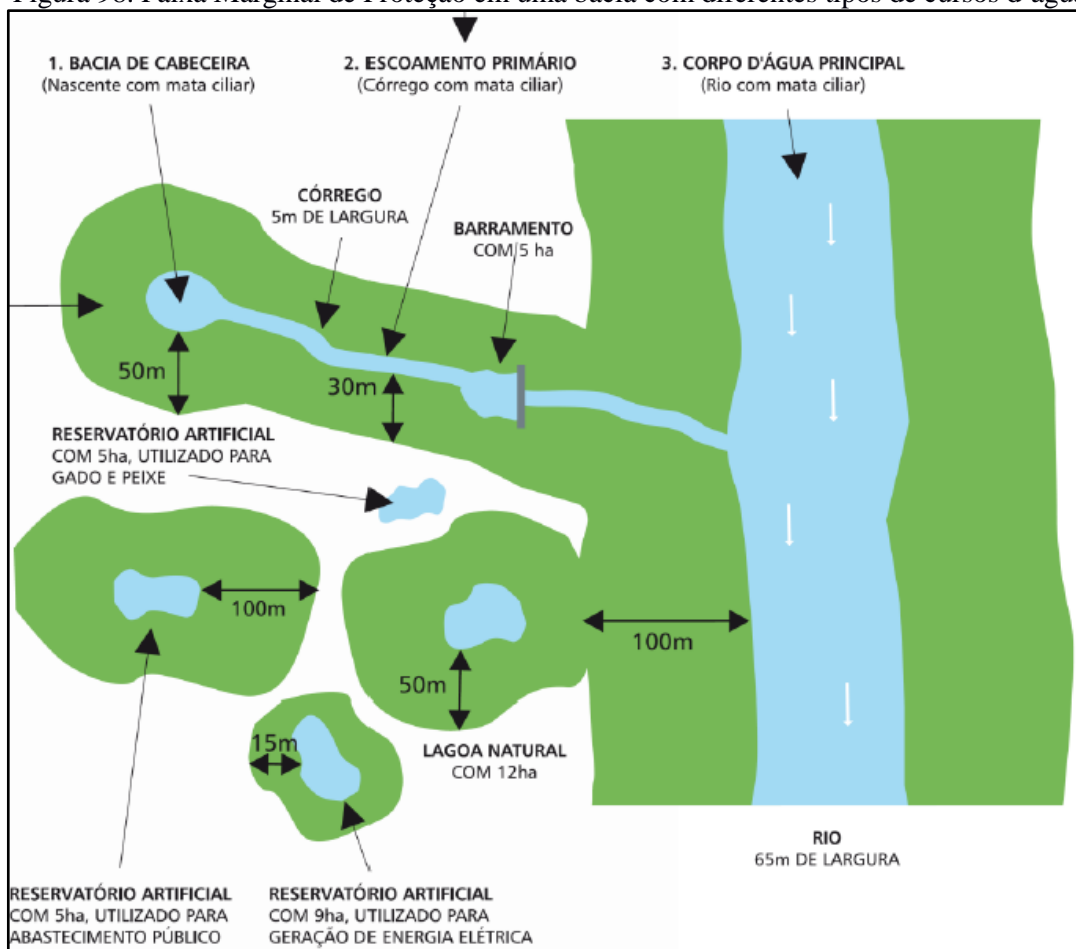 Figura 98. Faixa Marginal de Proteção em uma bacia com diferentes tipos de cursos d'água
1. BACIA DE CABECEIRA
(Nascente com mata ciliar)
2. ESCOAMENTO PRIMÁRIO
(Córrego com mata ciliar)
3. CORPO D'ÁGUA PRINCIPAL
(Rio com mata ciliar)
CÓRREGO
5m DE LARGURA
BARRAMENTO
COM 5 ha
50m
30m
RESERVATÓRIO ARTIFICIAL
COM 5ha, UTILIZADO PARA
GADO E PEIXE
100m
50m
100m
15m
LAGOA NATURAL
COM 12ha
RIO
65m DE LARGURA
RESERVATÓRIO ARTIFICIAL
COM 5ha, UTILIZADO PARA
ABASTECIMENTO PÚBLICO
RESERVATÓRIO ARTIFICIAL
COM 9ha, UTILIZADO PARA
GERAÇÃO DE ENERGIA ELÉTRICA